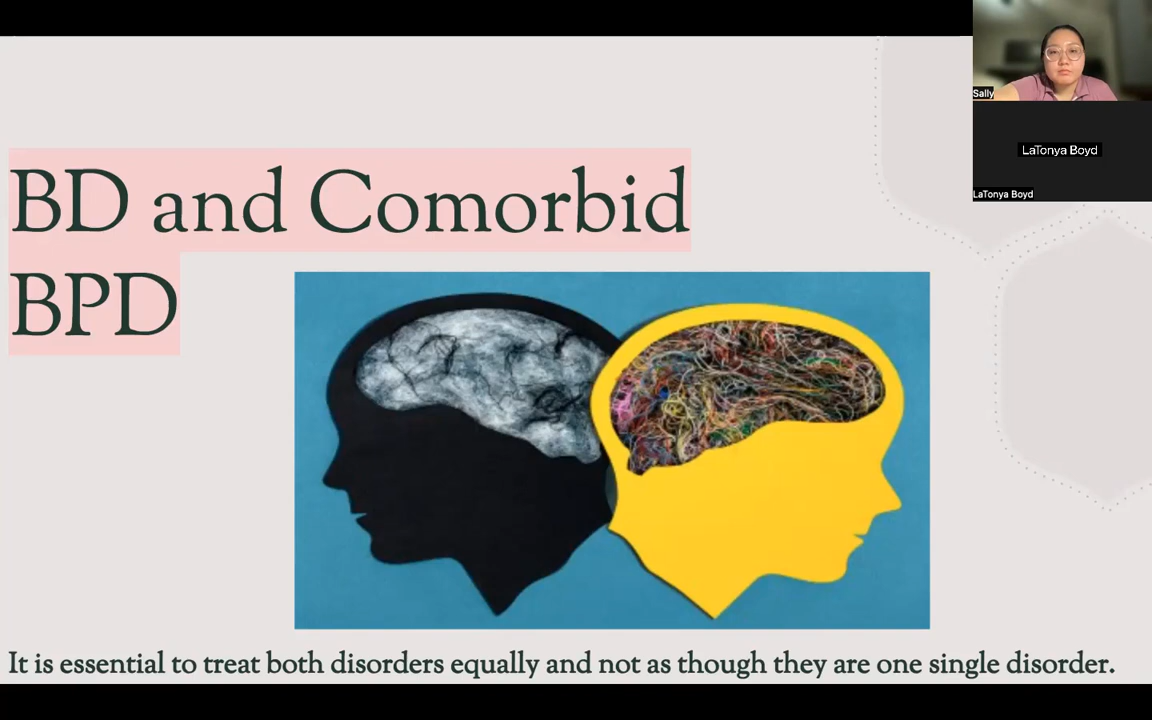 BD and Comorbid
BPD
It is essential to treat both disorders equally and not as though they are one single disorder.
Sally
LaTonya Boyd
LaTonya Boyd